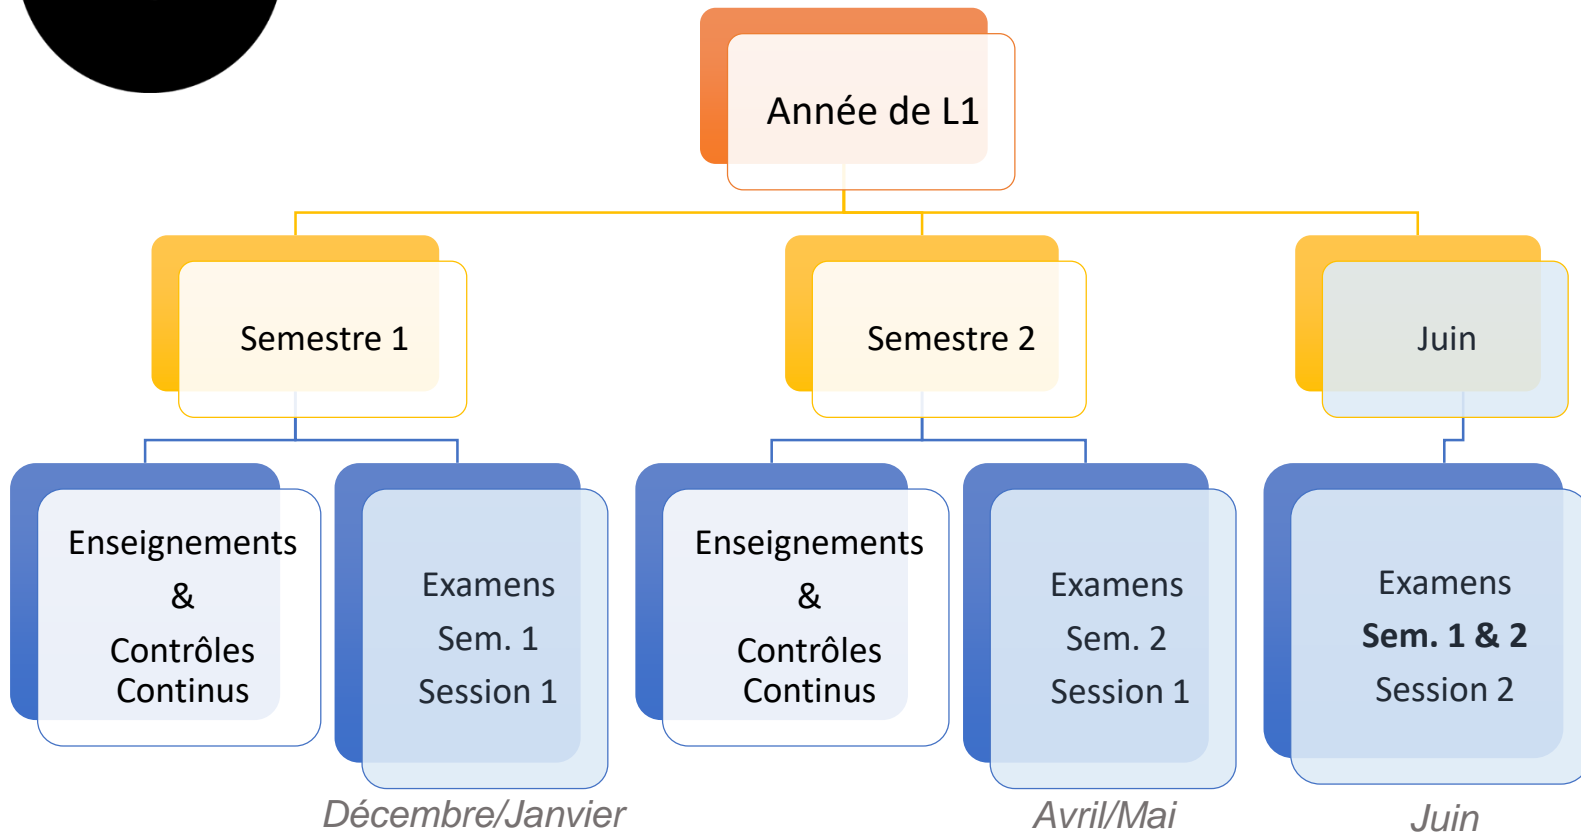 Année de L1
Semestre 1
Semestre 2
Juin
Enseignements
&
Contrôles
Continus
Examens
Sem. 1
Session 1
Enseignements
&
Contrôles
Continus
Examens
Sem. 2
Session 1
Examens
Sem. 1 & 2
Session 2
Décembre/Janvier
Avril/Mai
Juin